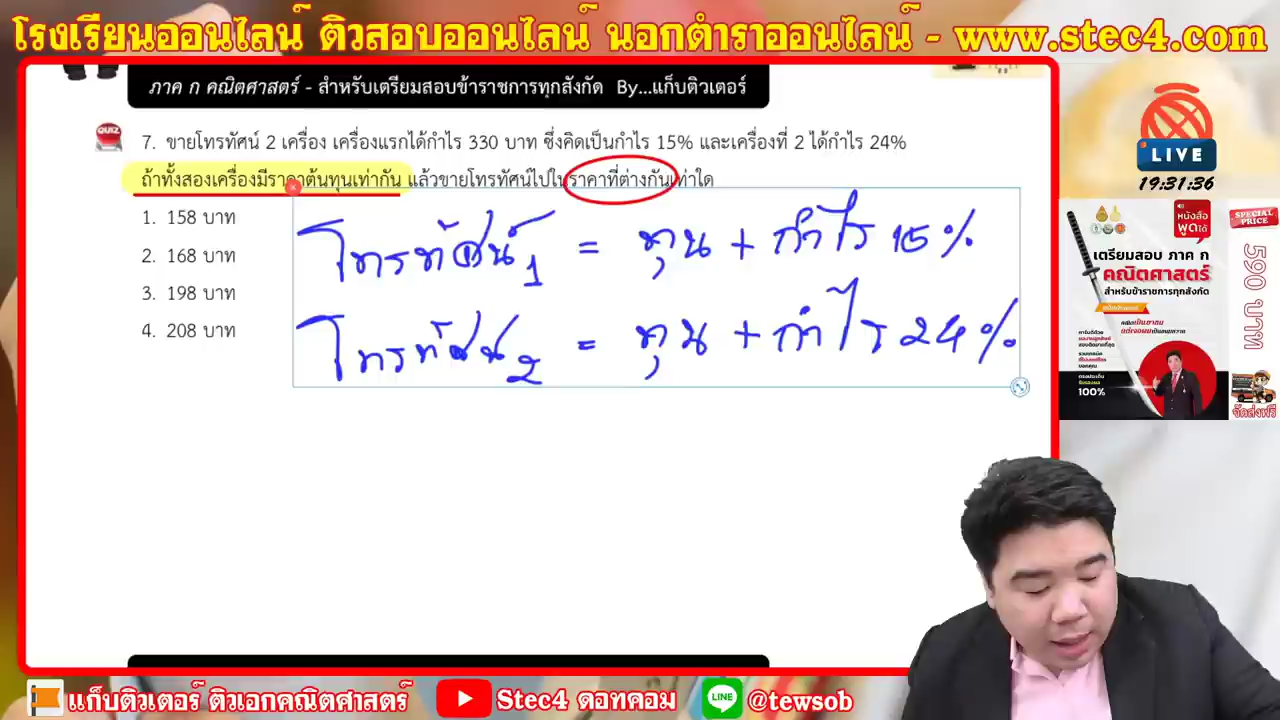 โรงเรียนออนไลน์ ติวสอบออนไลน์ นอกตำราออนไลน์ - www.stec4.com
ภาค ก คณิตศาสตร์ - สำหรับเตรียมสอบข้าราชการทุกสังกัด By...แก็บติวเตอร์
QUIZ
7. ขายโทรทัศน์ 2 เครื่อง เครื่องแรกได้กำไร 330 บาท ซึ่งคิดเป็นกำไร 15% และเครื่องที่ 2 ได้กำไร 24%
ถ้าทั้งสองเครื่องมีราคาต้นทุนเท่ากัน แล้วขายโทรทัศน์ไปในราคาที่ต่างกันเท่าใด
1. 158 บาท
2. 168 บาท
3. 198 บาท
4. 208 บาท
โทรทัศน์1 = ทุน + กำไร 15%
โทรทัศน์2 = ทุน + กำไร 24%
LIVE
19:31:36
หนังสือ
พูดได้
SPECIAL
PRICE
เตรียมสอบ ภาค ก
คณิตศาสตร์
สำหรับข้าราชการทุกสังกัด
100%
590 บาท
จัดส่งฟรี
แก็บติวเตอร์ ติวเอกคณิตศาสตร์
Stec4 ดอทคอม
LINE
@tewsob